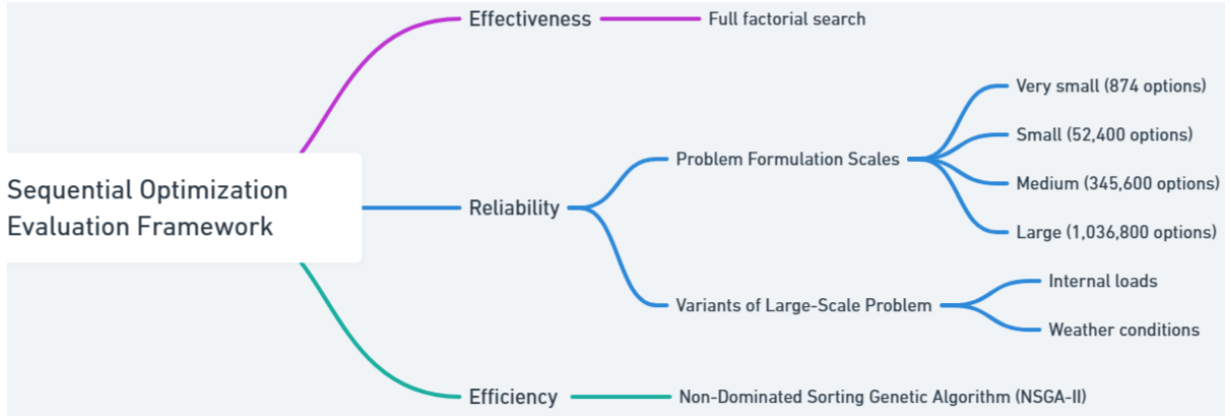 Sequential Optimization
Evaluation Framework
Effectiveness
Full factorial search
Reliability
Problem Formulation Scales
Very small (874 options)
Small (52,400 options)
Medium (345,600 options)
Large (1,036,800 options)
Variants of Large-Scale Problem
Internal loads
Weather conditions
Efficiency
Non-Dominated Sorting Genetic Algorithm (NSGA-II)